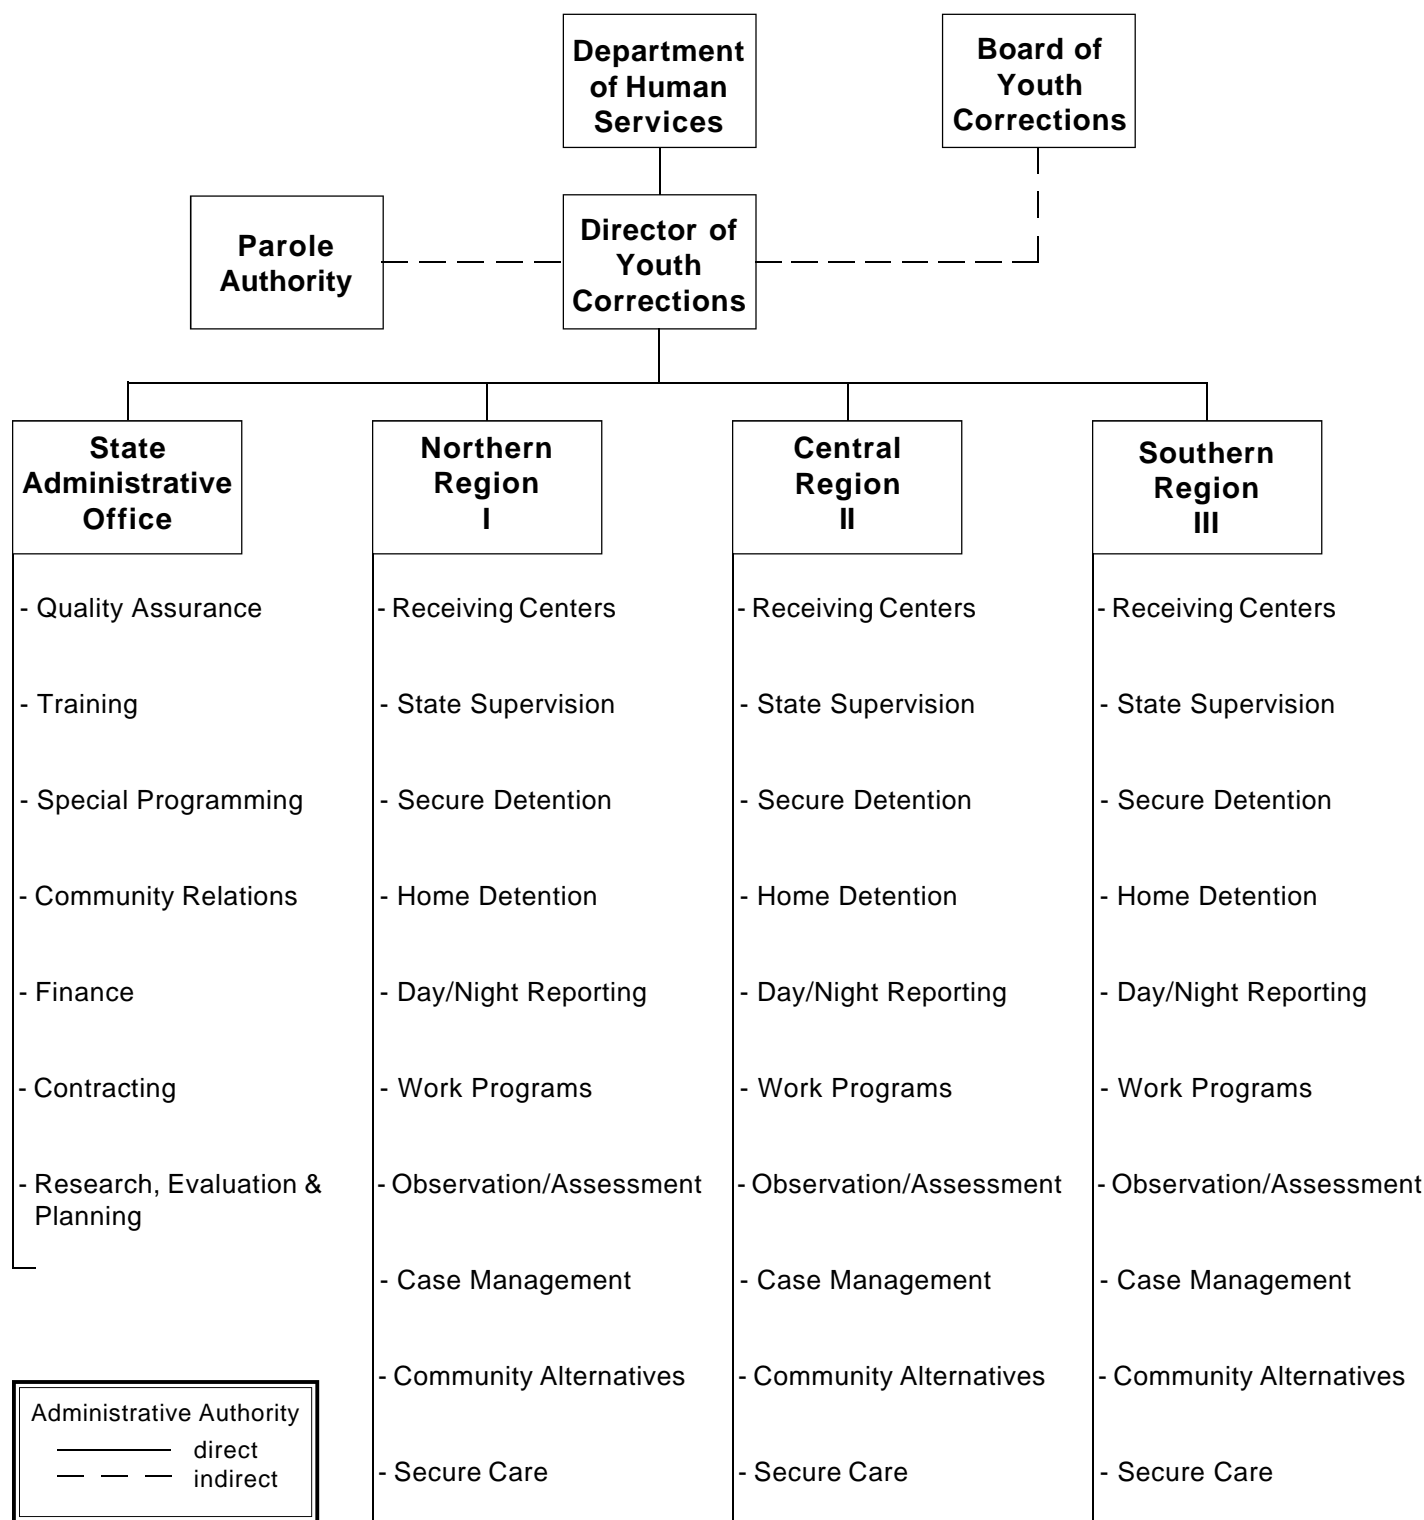 Department
of Human
Services
Board of
Youth
Corrections
Parole
Authority
Director of
Youth
Corrections
State
Administrative
Office
Northern
Region
I
Central
Region
II
Southern
Region
III
- Quality Assurance
- Training
- Special Programming
- Community Relations
- Finance
- Contracting
- Research, Evaluation &
Planning
- Receiving Centers
- State Supervision
- Secure Detention
- Home Detention
- Day/Night Reporting
- Work Programs
- Observation/Assessment
- Case Management
- Community Alternatives
- Secure Care
- Receiving Centers
- State Supervision
- Secure Detention
- Home Detention
- Day/Night Reporting
- Work Programs
- Observation/Assessment
- Case Management
- Community Alternatives
- Secure Care
- Receiving Centers
- State Supervision
- Secure Detention
- Home Detention
- Day/Night Reporting
- Work Programs
- Observation/Assessment
- Case Management
- Community Alternatives
- Secure Care
Administrative Authority
direct
indirect